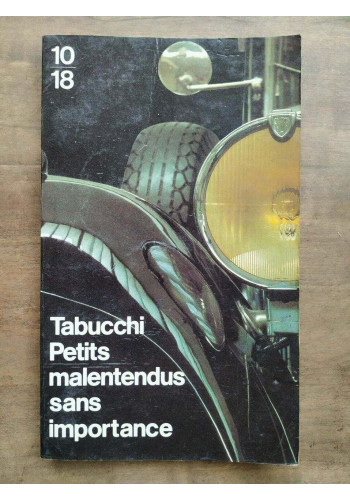 10
18
Tabucchi
Petits
malentendus
sans
importance